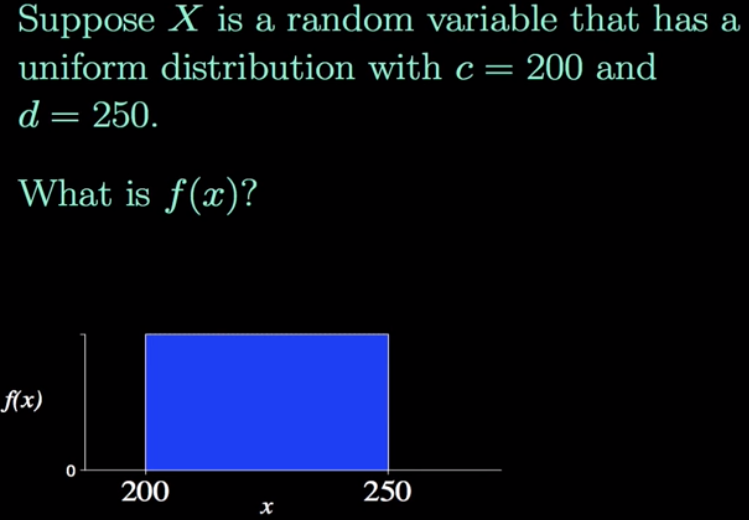 Suppose X is a random variable that has a
uniform distribution with c = 200 and
d = 250.
What is f(x)?
f(x)
0
200 250
x